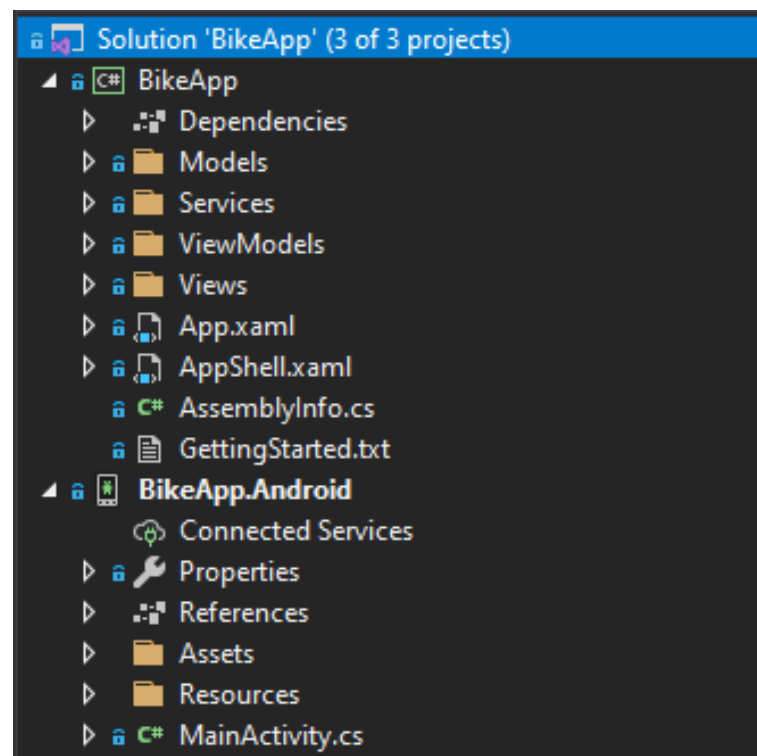 Solution 'BikeApp' (3 of 3 projects)
C# BikeApp
Dependencies
Models
Services
ViewModels
Views
App.xaml
AppShell.xaml
C# AssemblyInfo.cs
GettingStarted.txt
BikeApp.Android
Connected Services
Properties
References
Assets
Resources
C# MainActivity.cs